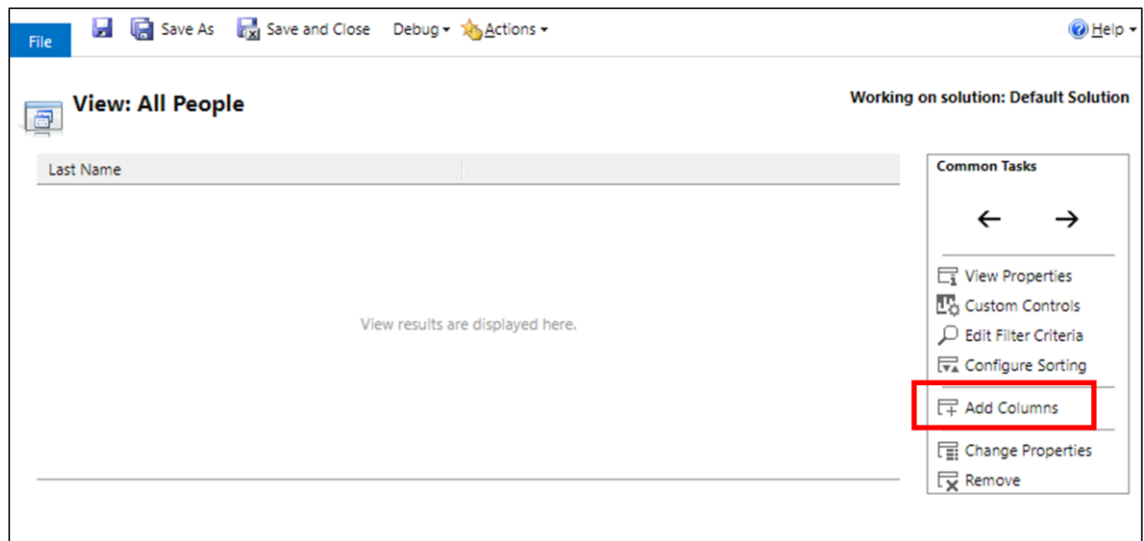 File Save As Save and Close Debug Actions Help
View: All People
Working on solution: Default Solution
Last Name
View results are displayed here.
Common Tasks
View Properties
Custom Controls
Edit Filter Criteria
Configure Sorting
Add Columns
Change Properties
Remove